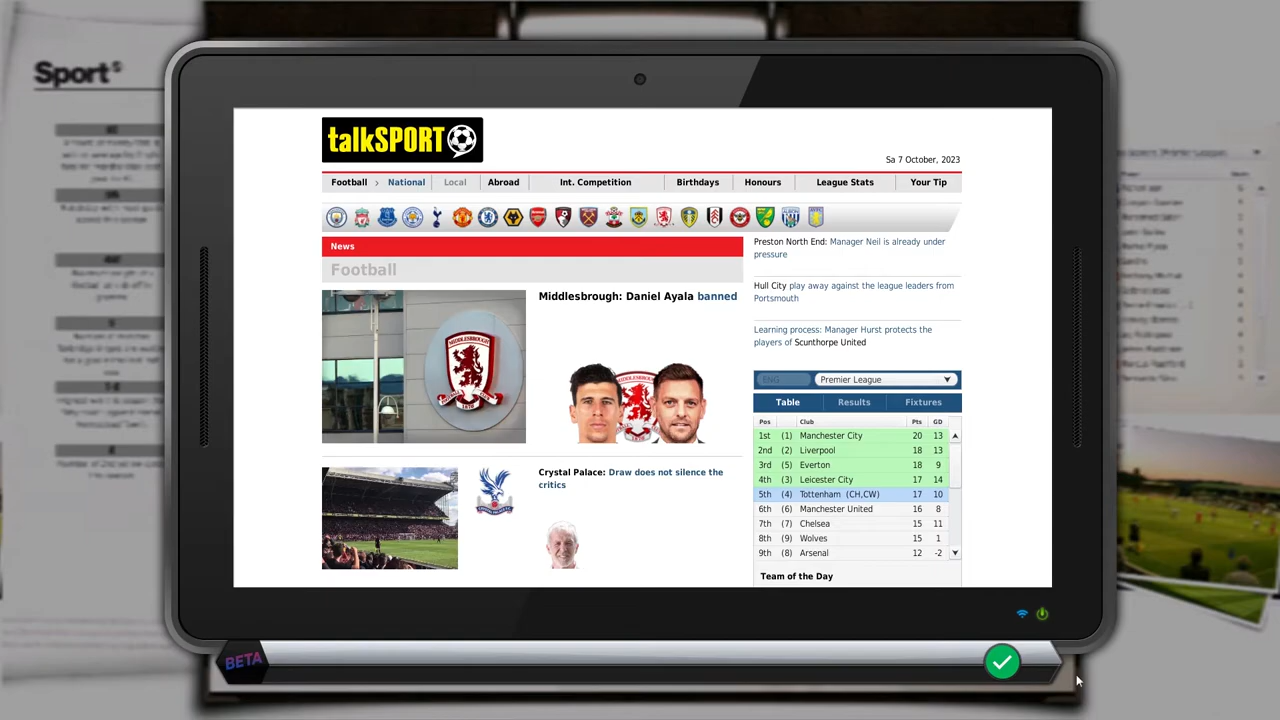 Sport
talkSPORT
Sa 7 October, 2023
Football > National Local Abroad Int. Competition Birthdays Honours League Stats Your Tip
News
Football
Middlesbrough: Daniel Ayala banned
MIDDLESBROUGH
1876
Crystal Palace: Draw does not silence the
critics
Preston North End: Manager Neil is already under
pressure
Hull City play away against the league leaders from
Portsmouth
Learning process: Manager Hurst protects the
players of Scunthorpe United
ENG Premier League
Table Results Fixtures
Pos Club Pts GD
1st (1) Manchester City 20 13
2nd (2) Liverpool 18 13
3rd (5) Everton 18 9
4th (3) Leicester City 17 14
5th (4) Tottenham (CH,CW) 17 10
6th (6) Manchester United 16 8
7th (7) Chelsea 15 11
8th (9) Wolves 15 1
9th (8) Arsenal 12 -2
Team of the Day
BETA